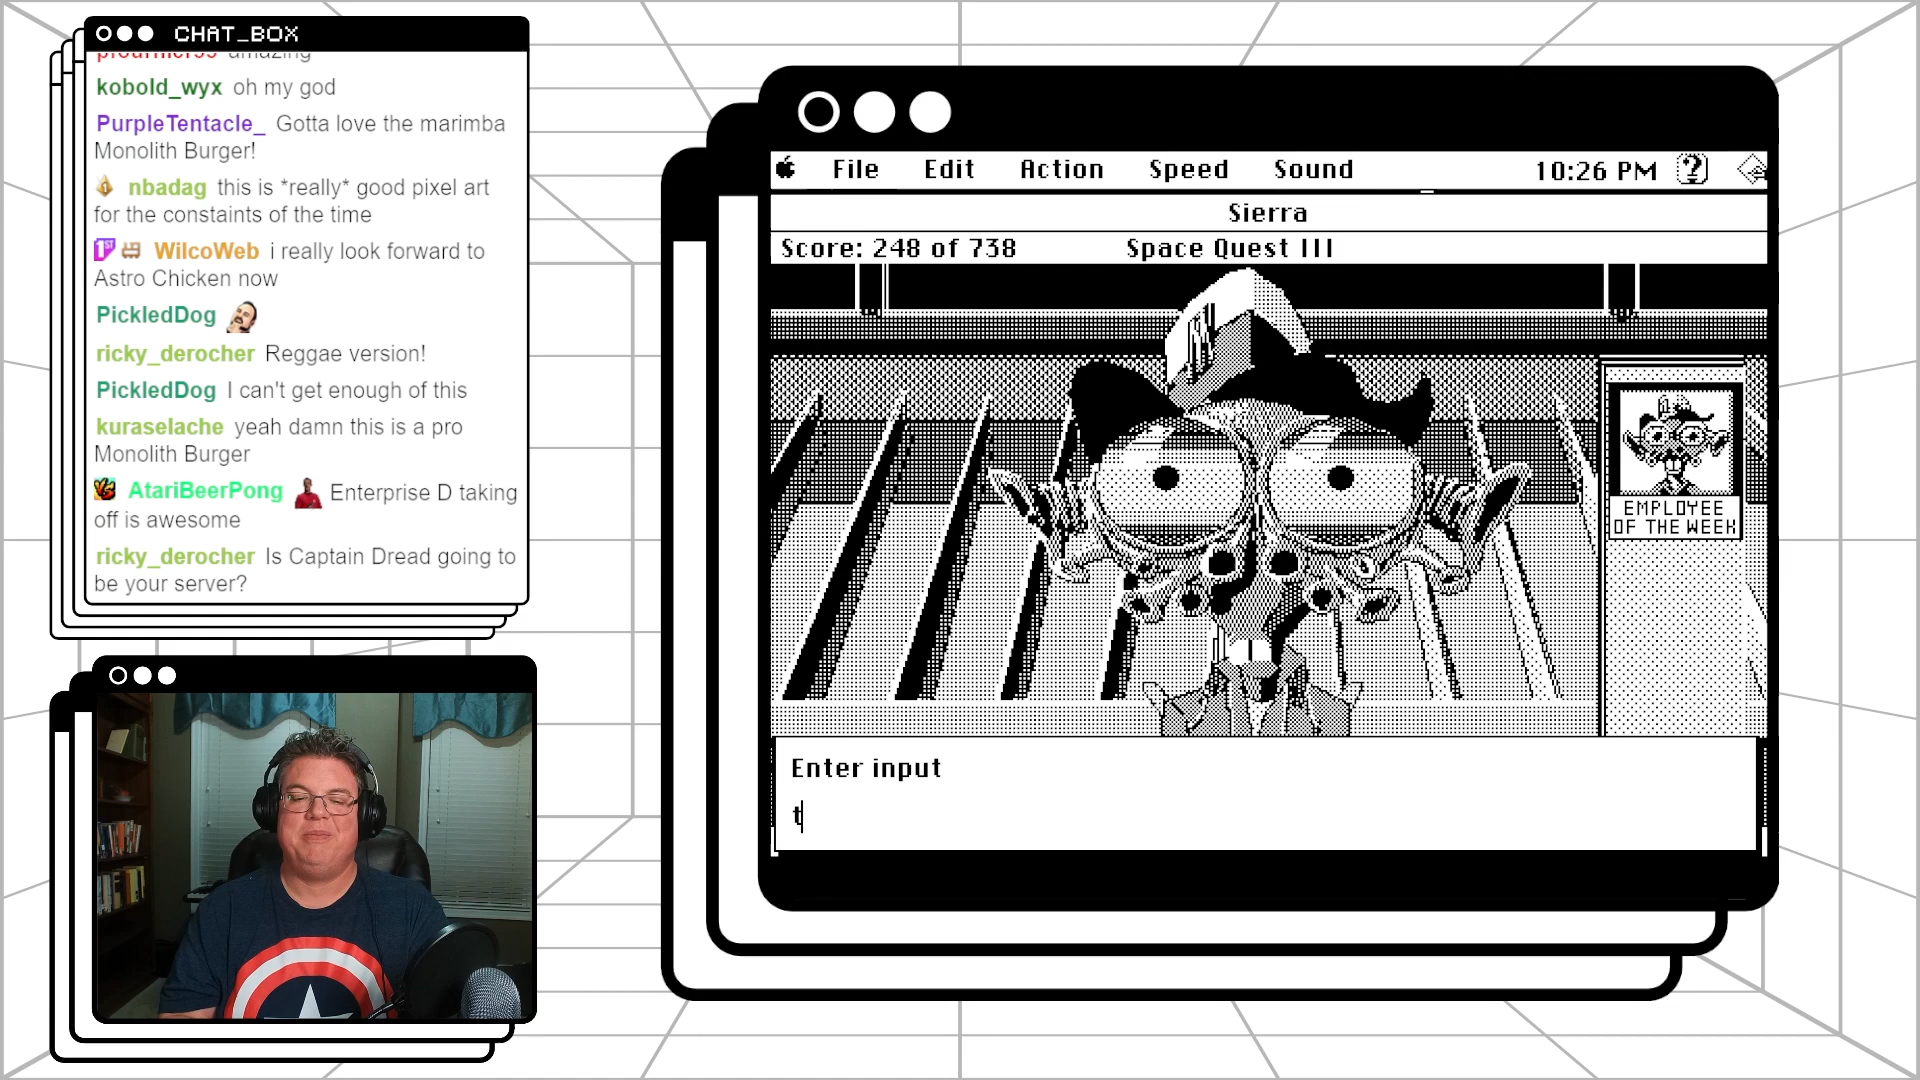 CHAT_BOX
pfourmier35 amazing
kobold_wyx oh my god
PurpleTentacle_ Gotta love the marimba
Monolith Burger!
nbadag this is *really* good pixel art
for the constaints of the time
1ST WilcoWeb i really look forward to
Astro Chicken now
PickledDog
ricky_derocher Reggae version!
PickledDog I can't get enough of this
kuraselache yeah damn this is a pro
Monolith Burger
AtariBeerPong Enterprise D taking
off is awesome
ricky_derocher Is Captain Dread going to
be your server?
File Edit Action Speed Sound 10:26 PM
Sierra
Score: 248 of 738 Space Quest III
EMPLOYEE
OF THE WEEK
Enter input
t